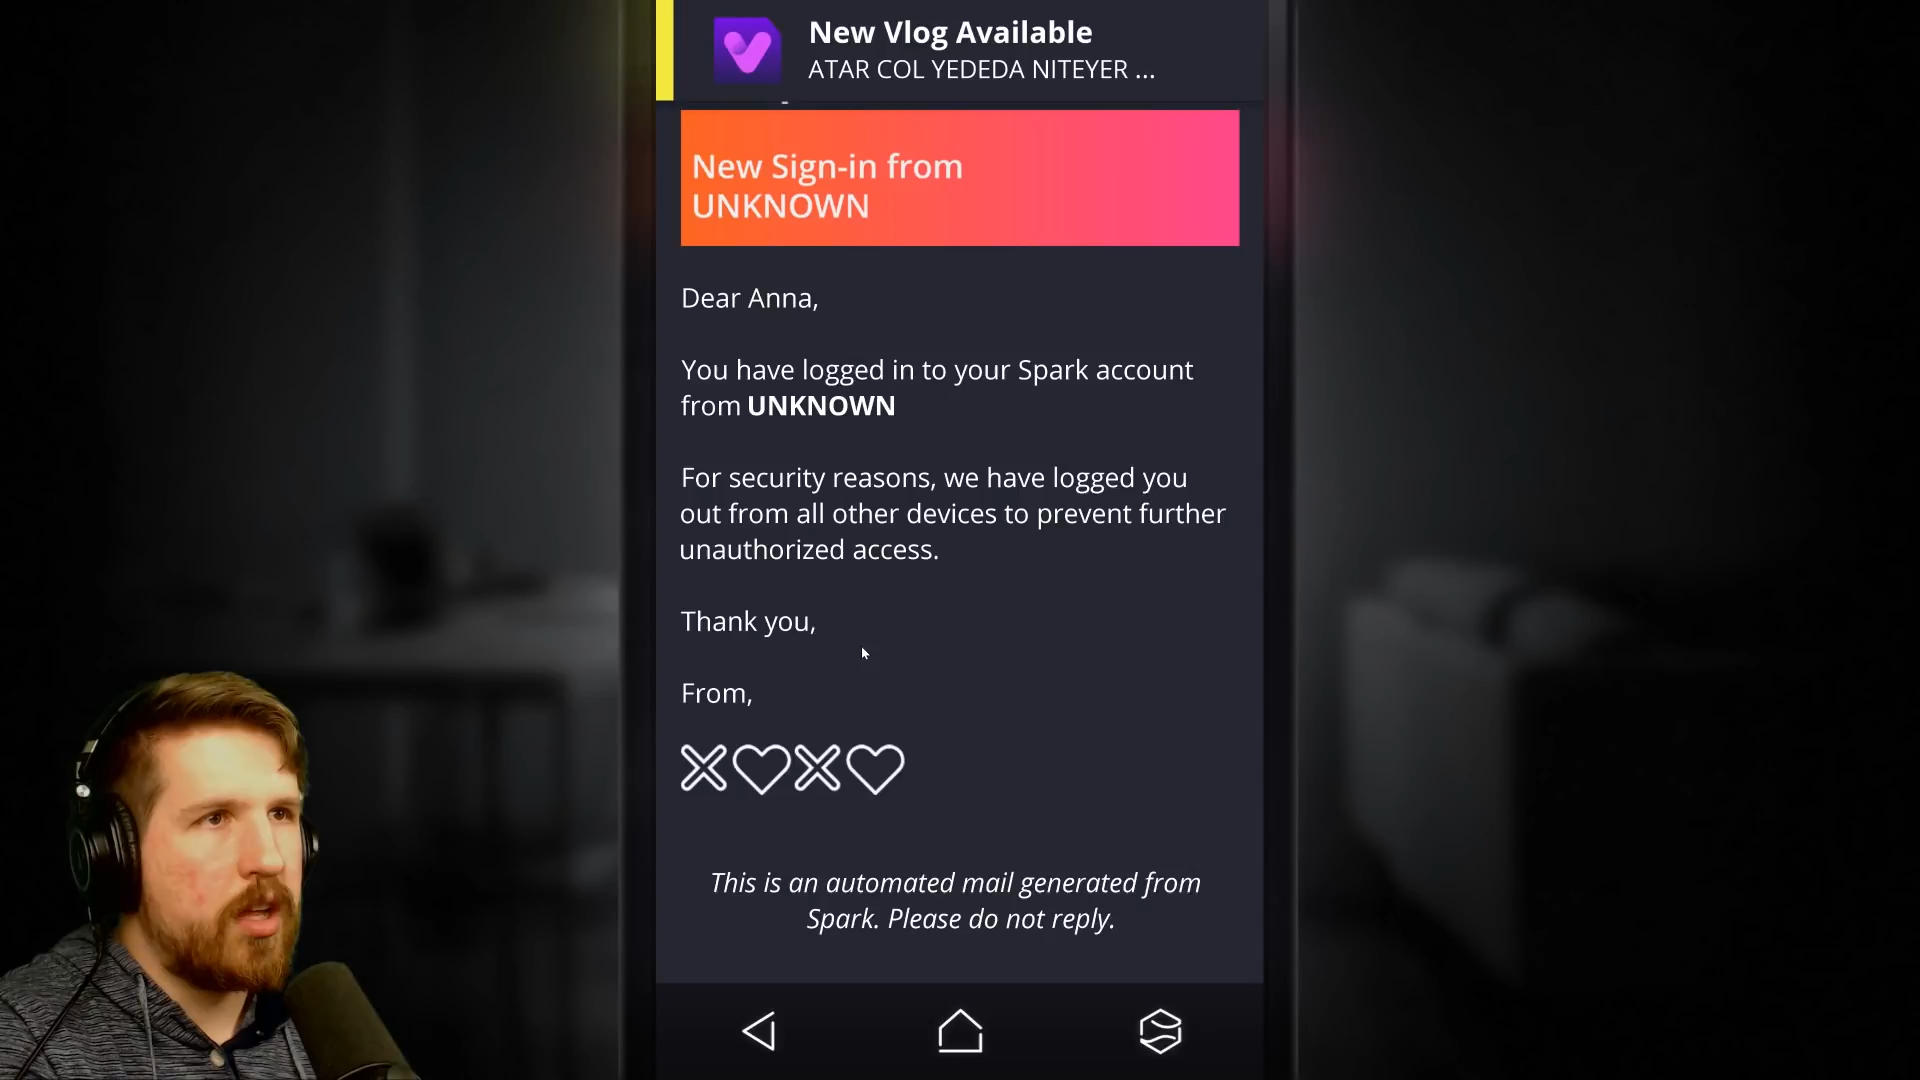 New Vlog Available
ATAR COL YEDEDA NITEYER ...
New Sign-in from
UNKNOWN
Dear Anna,
You have logged in to your Spark account
from UNKNOWN
For security reasons, we have logged you
out from all other devices to prevent further
unauthorized access.
Thank you,
From,
This is an automated mail generated from
Spark. Please do not reply.